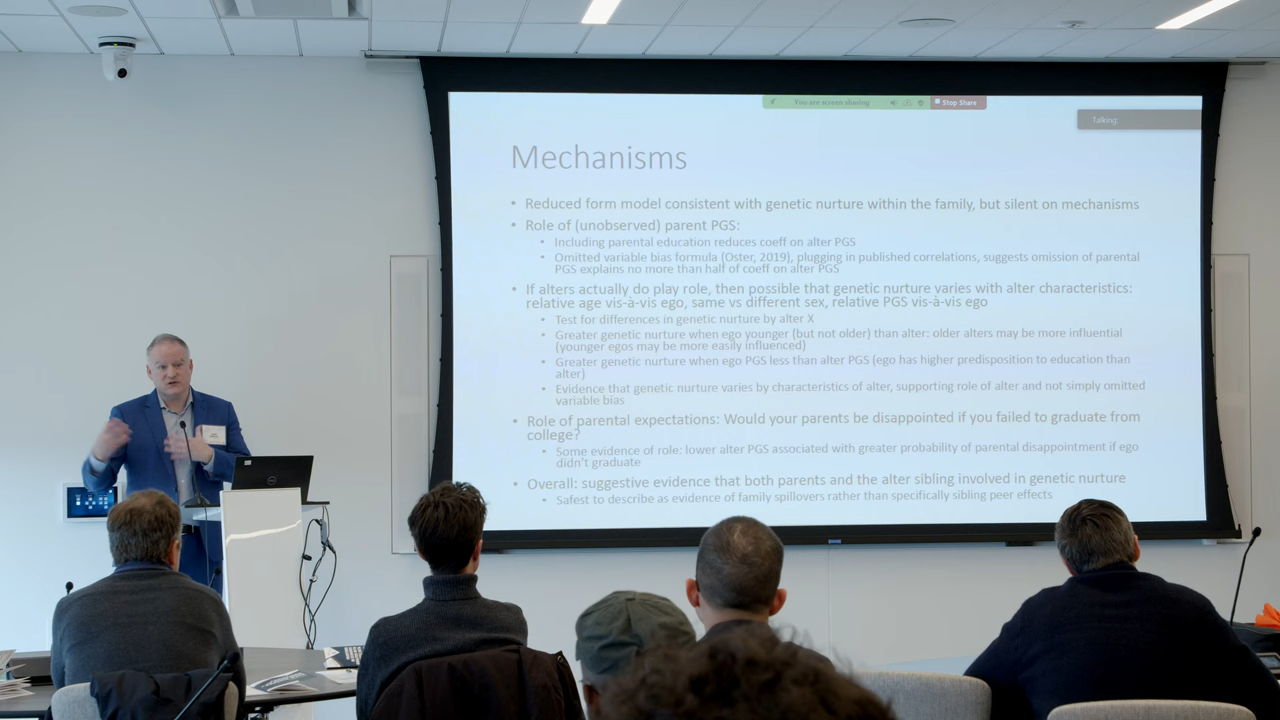 You are screen sharing
Stop Share
Talking:
Mechanisms
• Reduced form model consistent with genetic nurture within the family, but silent on mechanisms
• Role of (unobserved) parent PGS:
• Including parental education reduces coeff on alter PGS
• Omitted variable bias formula (Oster, 2019), plugging in published correlations, suggests omission of parental
PGS explains no more than half of coeff on alter PGS
• If alters actually do play role, then possible that genetic nurture varies with alter characteristics:
relative age vis-à-vis ego, same vs different sex, relative PGS vis-à-vis ego
• Test for differences in genetic nurture by alter X
• Greater genetic nurture when ego younger (but not older) than alter: older alters may be more influential
(younger egos may be more easily influenced)
• Greater genetic nurture when ego PGS less than alter PGS (ego has higher predisposition to education than
alter)
• Evidence that genetic nurture varies by characteristics of alter, supporting role of alter and not simply omitted
variable bias
• Role of parental expectations: Would your parents be disappointed if you failed to graduate from
college?
• Some evidence of role: lower alter PGS associated with greater probability of parental disappointment if ego
didn't graduate
• Overall: suggestive evidence that both parents and the alter sibling involved in genetic nurture
• Safest to describe as evidence of family spillovers rather than specifically sibling peer effects